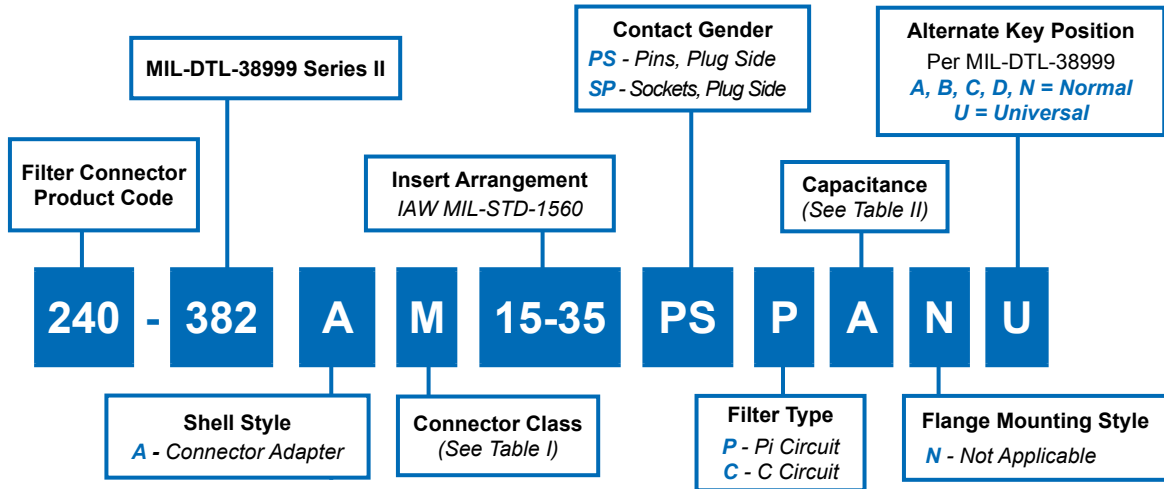 Contact Gender
PS - Pins, Plug Side
SP - Sockets, Plug Side
Alternate Key Position
Per MIL-DTL-38999
A, B, C, D, N = Normal
U = Universal
MIL-DTL-38999 Series II
Filter Connector
Product Code
Insert Arrangement
IAW MIL-STD-1560
Capacitance
(See Table II)
240 - 382 A M 15-35 PS P A N U
Shell Style
A - Connector Adapter
Connector Class
(See Table I)
Filter Type
P - Pi Circuit
C - C Circuit
Flange Mounting Style
N - Not Applicable